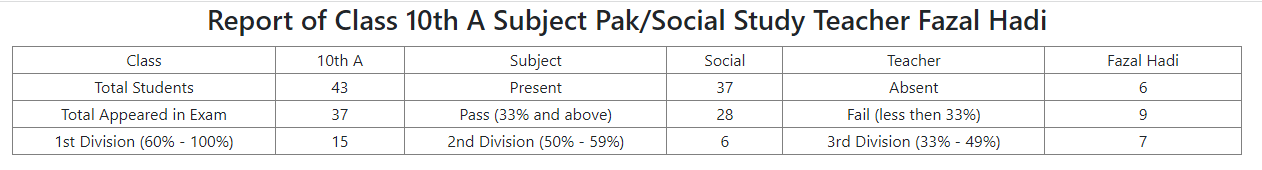 Report of Class 10th A Subject Pak/Social Study Teacher Fazal Hadi
Class 10th A Subject Social Teacher Fazal Hadi
Total Students 43 Present 37 Absent 6
Total Appeared in Exam 37 Pass (33% and above) 28 Fail (less then 33%) 9
1st Division (60% - 100%) 15 2nd Division (50% - 59%) 6 3rd Division (33% - 49%) 7